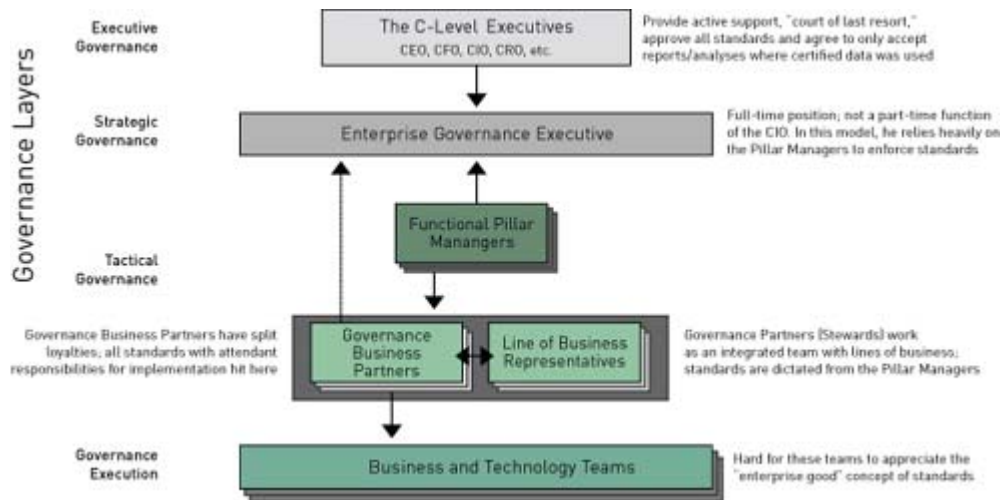 Governance Layers
Executive
Governance
The C-Level Executives
CEO, CFO, CIO, CRO, etc.
Provide active support, "court of last resort,"
approve all standards and agree to only accept
reports/analyses where certified data was used
Strategic
Governance
Enterprise Governance Executive
Full-time position; not a part-time function
of the CIO. In this model, he relies heavily on
the Pillar Managers to enforce standards
Functional Pillar
Manangers
Tactical
Governance
Governance Business Partners have split
loyalties; all standards with attendant
responsibilities for implementation hit here
Governance
Business
Partners
Line of Business
Representatives
Governance Partners (Stewards) work
as an integrated team with lines of business;
standards are dictated from the Pillar Managers
Governance
Execution
Business and Technology Teams
Hard for these teams to appreciate the
"enterprise good" concept of standards